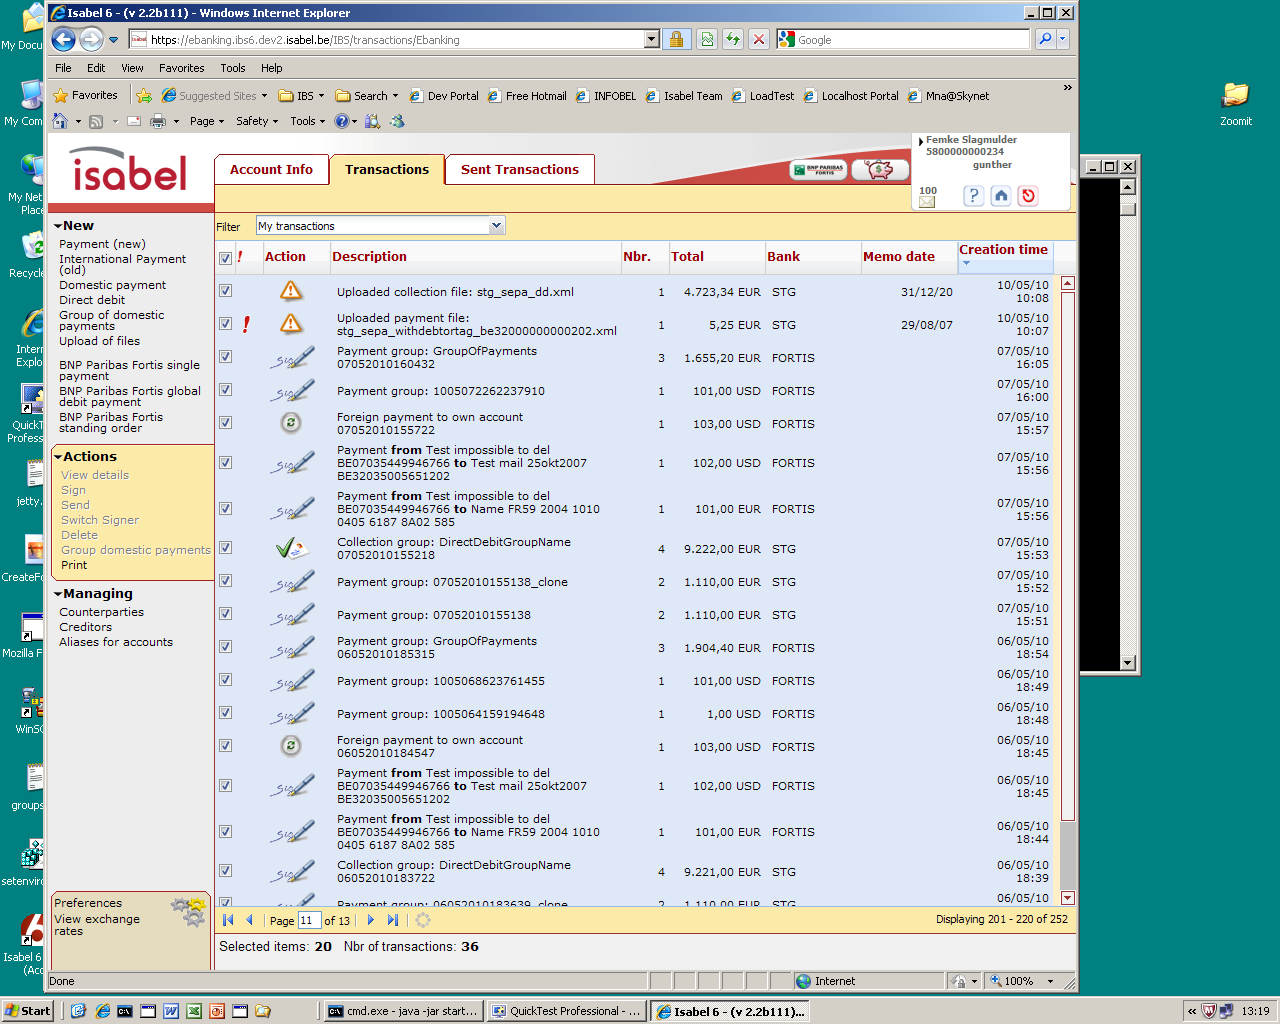 Isabel 6 - (v 2.2b111) - Windows Internet Explorer
https://ebanking.ibs6.dev2.isabel.be/IBS/transactions/Ebanking
Google
File Edit View Favorites Tools Help
Favorites Suggested Sites IBS Search Dev Portal Free Hotmail INFOBEL Isabel Team LoadTest Localhost Portal Mna@Skynet »
Page Safety Tools
isabel
Account Info Transactions Sent Transactions
BNP PARIBAS FORTIS
Femke Slagmulder
5800000000234
gunther
100
Filter My transactions
New
Payment (new)
International Payment
(old)
Domestic payment
Direct debit
Group of domestic
payments
Upload of files
BNP Paribas Fortis single
payment
BNP Paribas Fortis global
debit payment
BNP Paribas Fortis
standing order
Actions
View details
Sign
Send
Switch Signer
Delete
Group domestic payments
Print
Managing
Counterparties
Creditors
Aliases for accounts
Preferences
View exchange
rates
! Action Description Nbr. Total Bank Memo date Creation time
Uploaded collection file: stg_sepa_dd.xml 1 4.723,34 EUR STG 31/12/20 10/05/10
10:08
Uploaded payment file:
stg_sepa_withdebtortag_be32000000000202.xml 1 5,25 EUR STG 29/08/07 10/05/10
10:07
Payment group: GroupOfPayments
07052010160432 3 1.655,20 EUR FORTIS 07/05/10
16:05
Payment group: 1005072262237910 1 101,00 USD FORTIS 07/05/10
16:00
Foreign payment to own account
07052010155722 1 103,00 USD FORTIS 07/05/10
15:57
Payment from Test impossible to del
BE07035449946766 to Test mail 25okt2007
BE32035005651202 1 102,00 USD FORTIS 07/05/10
15:56
Payment from Test impossible to del
BE07035449946766 to Name FR59 2004 1010
0405 6187 8A02 585 1 101,00 EUR FORTIS 07/05/10
15:56
Collection group: DirectDebitGroupName
07052010155218 4 9.222,00 EUR STG 07/05/10
15:53
Payment group: 07052010155138_clone 2 1.110,00 EUR STG 07/05/10
15:52
Payment group: 07052010155138 2 1.110,00 EUR STG 07/05/10
15:51
Payment group: GroupOfPayments
06052010185315 3 1.904,40 EUR FORTIS 06/05/10
18:54
Payment group: 1005068623761455 1 101,00 USD FORTIS 06/05/10
18:49
Payment group: 1005064159194648 1 1,00 USD FORTIS 06/05/10
18:48
Foreign payment to own account
06052010184547 1 103,00 USD FORTIS 06/05/10
18:45
Payment from Test impossible to del
BE07035449946766 to Test mail 25okt2007
BE32035005651202 1 102,00 USD FORTIS 06/05/10
18:45
Payment from Test impossible to del
BE07035449946766 to Name FR59 2004 1010
0405 6187 8A02 585 1 101,00 EUR FORTIS 06/05/10
18:44
Collection group: DirectDebitGroupName
06052010183722 4 9.221,00 EUR STG 06/05/10
18:39
Payment group: 06052010183639_clone 2 1.110,00 EUR STG 06/05/10
Page 11 of 13 Displaying 201 - 220 of 252
Selected items: 20 Nbr of transactions: 36
Done Internet 100%
My Docu
My Com
My Net
Place
Recycle
Intern
Explo
QuickT
Profess
jetty.
CreateFo
Mozilla F
WinSC
groups
setenvir
Isabel 6
(Acc
Zoomit
Start cmd.exe - java -jar start... QuickTest Professional - ... Isabel 6 - (v 2.2b111)... « 13:19